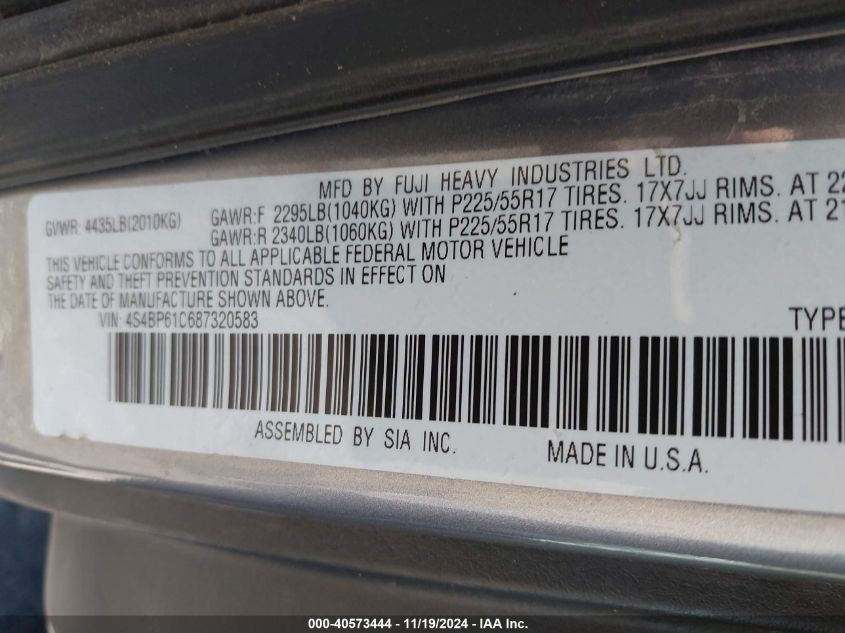 MFD BY FUJI HEAVY INDUSTRIES LTD.
GVWR: 4435LB(2010KG) GAWR:F 2295LB(1040KG) WITH P225/55R17 TIRES. 17X7JJ RIMS. AT 22
GAWR:R 2340LB(1060KG) WITH P225/55R17 TIRES. 17X7JJ RIMS. AT 21
THIS VEHICLE CONFORMS TO ALL APPLICABLE FEDERAL MOTOR VEHICLE
SAFETY AND THEFT PREVENTION STANDARDS IN EFFECT ON
THE DATE OF MANUFACTURE SHOWN ABOVE.
VIN: 4S4BP61C687320583 TYPE
ASSEMBLED BY SIA INC. MADE IN U.S.A.
000-40573444 - 11/19/2024 - IAA Inc.